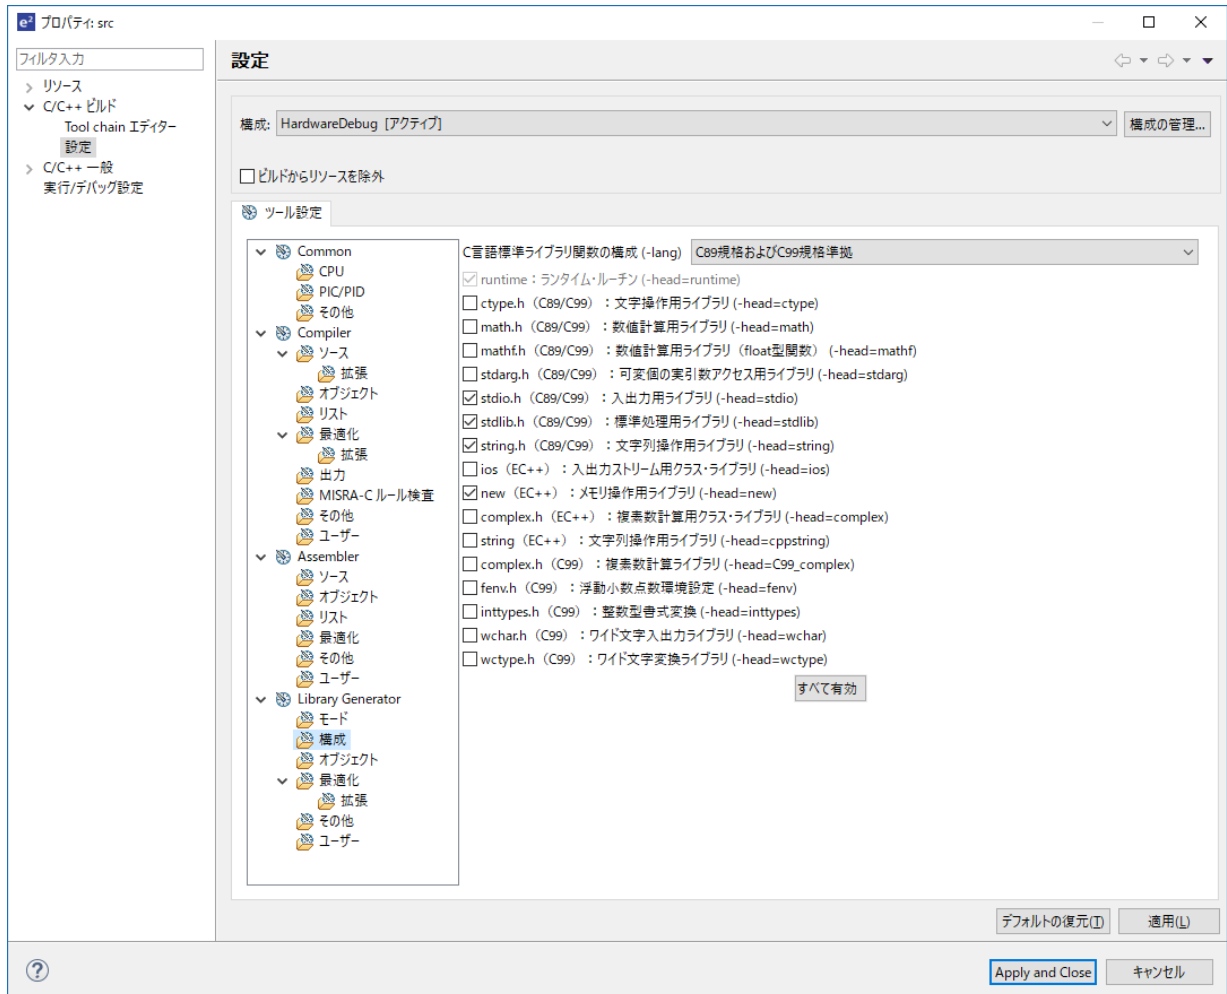 e² プロパティ: src
フィルタ入力
リソース
C/C++ ビルド
Tool chain エディター
設定
C/C++ 一般
実行/デバッグ設定
設定
構成: HardwareDebug [アクティブ]
構成の管理...
ビルドからリソースを除外
ツール設定
Common
CPU
PIC/PID
その他
Compiler
ソース
拡張
オブジェクト
リスト
最適化
拡張
出力
MISRA-C ルール検査
その他
ユーザー
Assembler
ソース
オブジェクト
リスト
最適化
その他
ユーザー
Library Generator
モード
構成
オブジェクト
最適化
拡張
その他
ユーザー
C言語標準ライブラリ関数の構成 (-lang) C89規格およびC99規格準拠
runtime：ランタイム・ルーチン (-head=runtime)
ctype.h（C89/C99）：文字操作用ライブラリ (-head=ctype)
math.h（C89/C99）：数値計算用ライブラリ (-head=math)
mathf.h（C89/C99）：数値計算用ライブラリ（float型関数） (-head=mathf)
stdarg.h（C89/C99）：可変個の実引数アクセス用ライブラリ (-head=stdarg)
stdio.h（C89/C99）：入出力用ライブラリ (-head=stdio)
stdlib.h（C89/C99）：標準処理用ライブラリ (-head=stdlib)
string.h（C89/C99）：文字列操作用ライブラリ (-head=string)
ios（EC++）：入出力ストリーム用クラス・ライブラリ (-head=ios)
new（EC++）：メモリ操作用ライブラリ (-head=new)
complex.h（EC++）：複素数計算用クラス・ライブラリ (-head=complex)
string（EC++）：文字列操作用ライブラリ (-head=cppstring)
complex.h（C99）：複素数計算ライブラリ (-head=C99_complex)
fenv.h（C99）：浮動小数点数環境設定 (-head=fenv)
inttypes.h（C99）：整数型書式変換 (-head=inttypes)
wchar.h（C99）：ワイド文字入出力ライブラリ (-head=wchar)
wctype.h（C99）：ワイド文字変換ライブラリ (-head=wctype)
すべて有効
デフォルトの復元(T)
適用(L)
Apply and Close
キャンセル